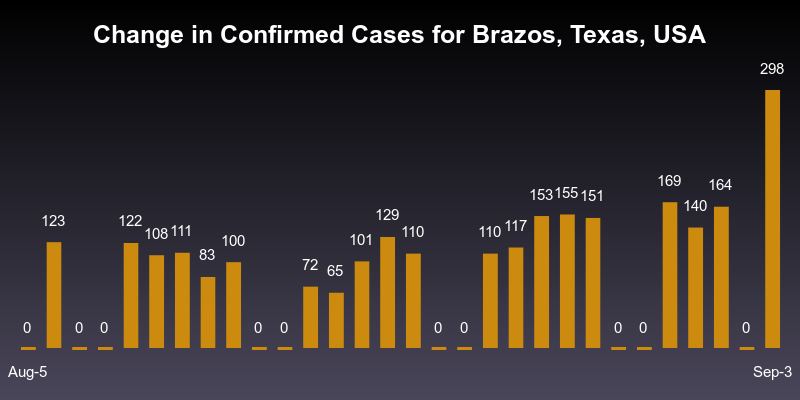 Change in Confirmed Cases for Brazos, Texas, USA
0 123 0 0 122 108 111 83 100 0 0 72 65 101 129 110 0 0 110 117 153 155 151 0 0 169 140 164 0 298
Aug-5 Sep-3